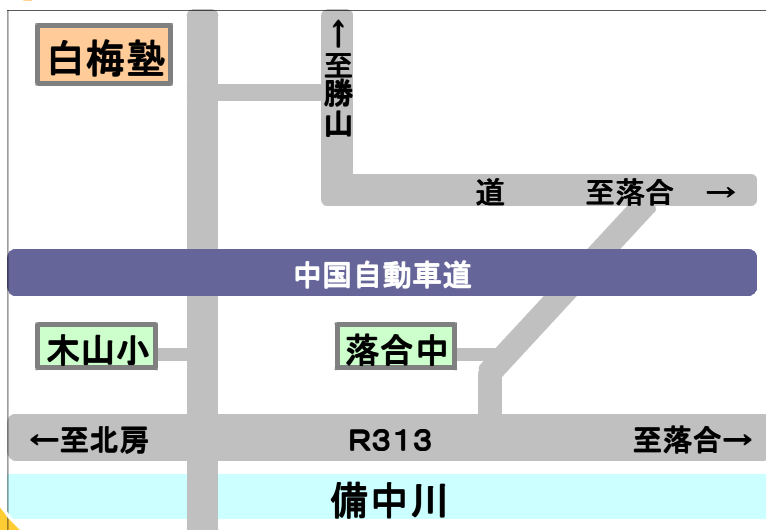 白梅塾
↑至勝山
道　　至落合　→
中国自動車道
木山小
落合中
←至北房
R313
至落合→
備中川